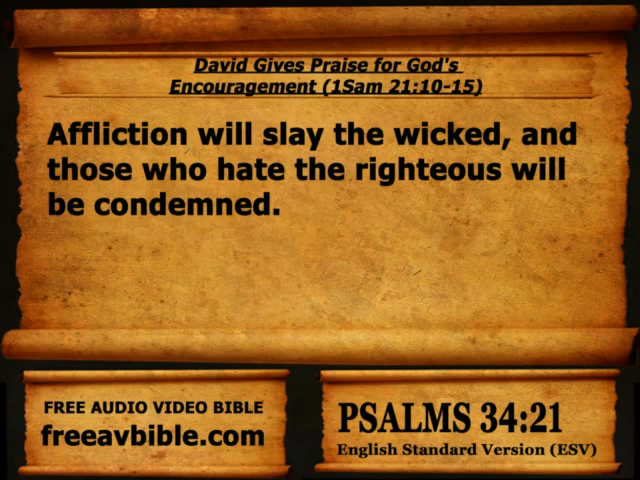 David Gives Praise for God's
Encouragement (1Sam 21:10-15)
Affliction will slay the wicked, and
those who hate the righteous will
be condemned.
FREE AUDIO VIDEO BIBLE
freeavbible.com
PSALMS 34:21
English Standard Version (ESV)